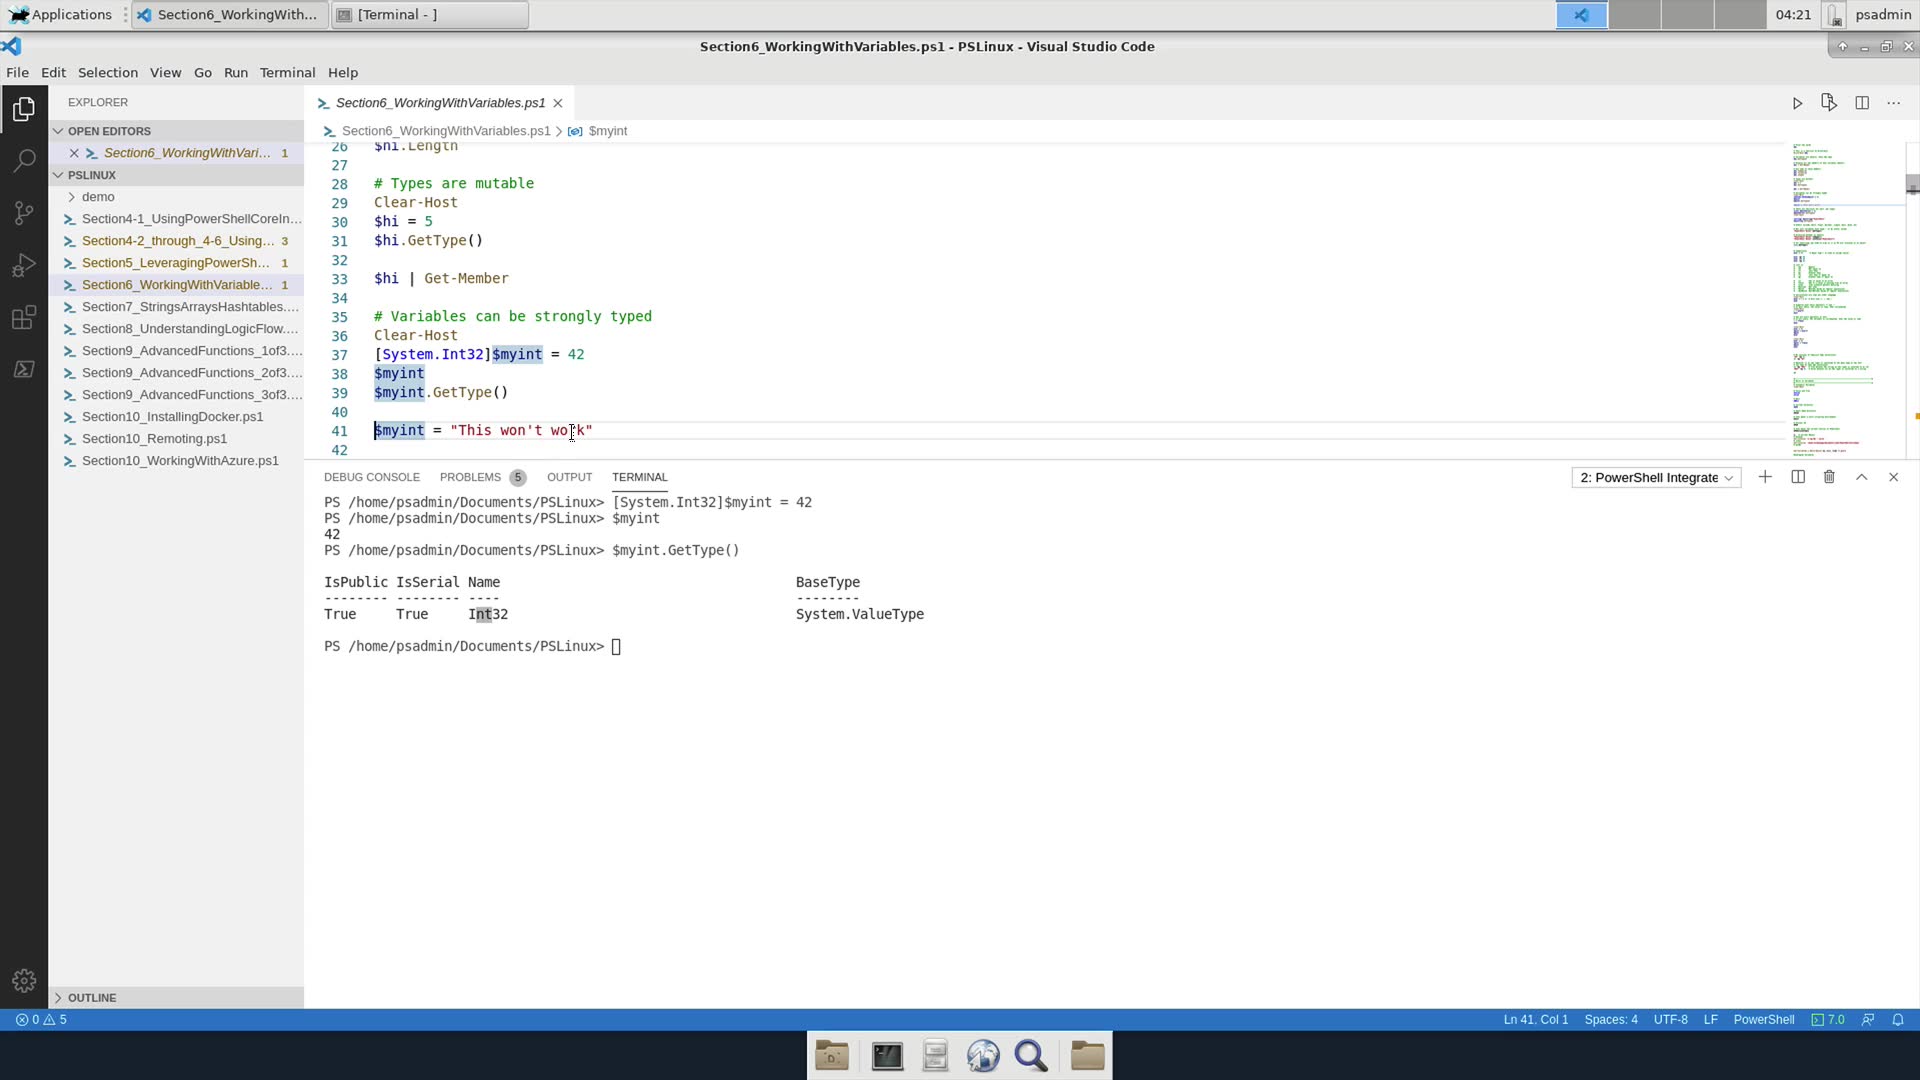 Applications
Section6_WorkingWith...
[Terminal - ]
04:21
psadmin
Section6_WorkingWithVariables.ps1 - PSLinux - Visual Studio Code
File Edit Selection View Go Run Terminal Help
EXPLORER
OPEN EDITORS
Section6_WorkingWithVari... 1
PSLINUX
demo
Section4-1_UsingPowerShellCoreIn...
Section4-2_through_4-6_Using... 3
Section5_LeveragingPowerSh... 1
Section6_WorkingWithVariable... 1
Section7_StringsArraysHashtables....
Section8_UnderstandingLogicFlow....
Section9_AdvancedFunctions_1of3....
Section9_AdvancedFunctions_2of3....
Section9_AdvancedFunctions_3of3....
Section10_InstallingDocker.ps1
Section10_Remoting.ps1
Section10_WorkingWithAzure.ps1
OUTLINE
Section6_WorkingWithVariables.ps1
Section6_WorkingWithVariables.ps1 > $myint
26 $hi.Length
27
28 # Types are mutable
29 Clear-Host
30 $hi = 5
31 $hi.GetType()
32
33 $hi | Get-Member
34
35 # Variables can be strongly typed
36 Clear-Host
37 [System.Int32]$myint = 42
38 $myint
39 $myint.GetType()
40
41 $myint = "This won't work"
42
DEBUG CONSOLE PROBLEMS 5 OUTPUT TERMINAL
2: PowerShell Integrate
PS /home/psadmin/Documents/PSLinux> [System.Int32]$myint = 42
PS /home/psadmin/Documents/PSLinux> $myint
42
PS /home/psadmin/Documents/PSLinux> $myint.GetType()
IsPublic IsSerial Name BaseType
-------- -------- ---- --------
True True Int32 System.ValueType
PS /home/psadmin/Documents/PSLinux>
0 5
Ln 41, Col 1 Spaces: 4 UTF-8 LF PowerShell 7.0